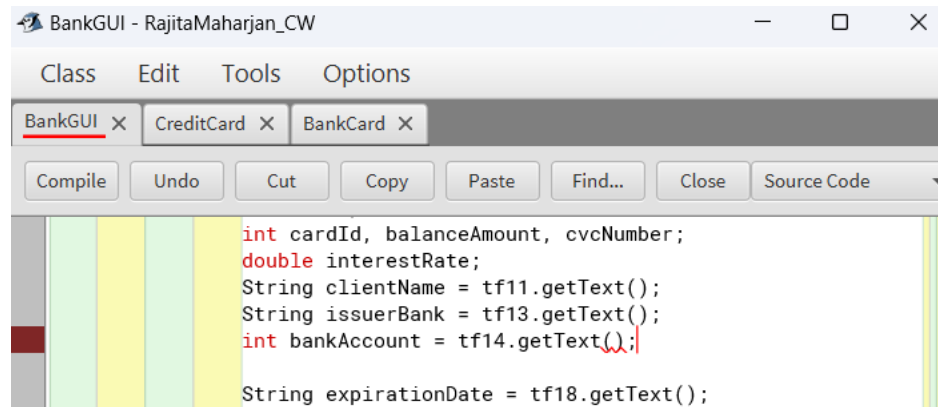 BankGUI - RajitaMaharjan_CW
Class Edit Tools Options
BankGUI CreditCard BankCard
Compile Undo Cut Copy Paste Find... Close Source Code
int cardId, balanceAmount, cvcNumber;
double interestRate;
String clientName = tf11.getText();
String issuerBank = tf13.getText();
int bankAccount = tf14.getText();
String expirationDate = tf18.getText();